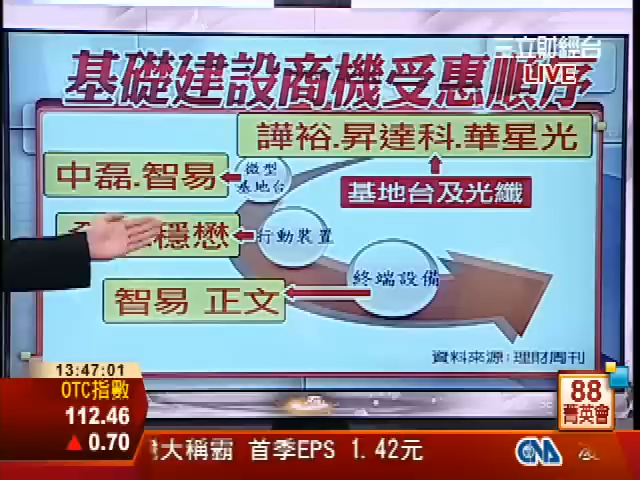 三立財經台
LIVE
基礎建設商機受惠順序
譁裕.昇達科.華星光
中磊.智易
微型
基地台
基地台及光纖
穩懋
行動裝置
終端設備
智易 正文
資料來源:理財周刊
13:47:01
OTC指數
112.46
▲0.70
88
菁英會
大稱霸 首季EPS 1.42元
CNA